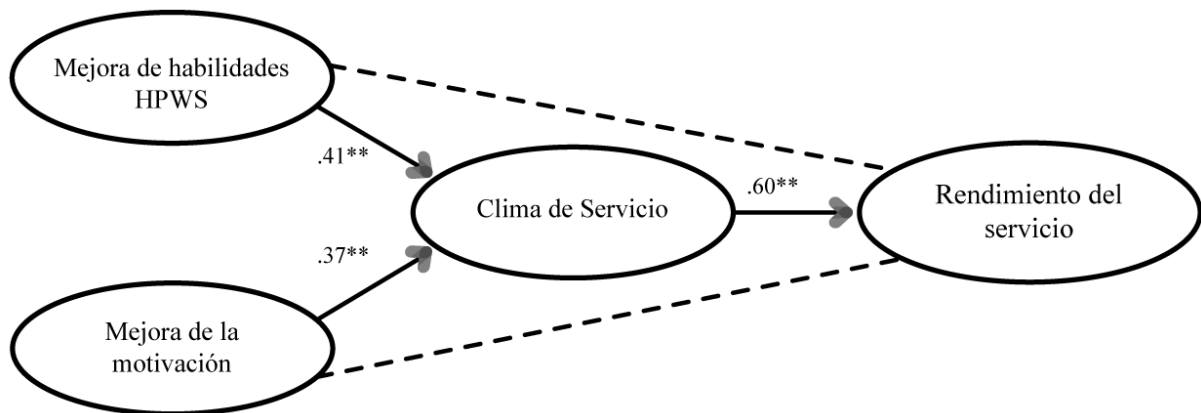 Mejora de habilidades
HPWS
.41**
Clima de Servicio
.60**
Rendimiento del
servicio
.37**
Mejora de la
motivación